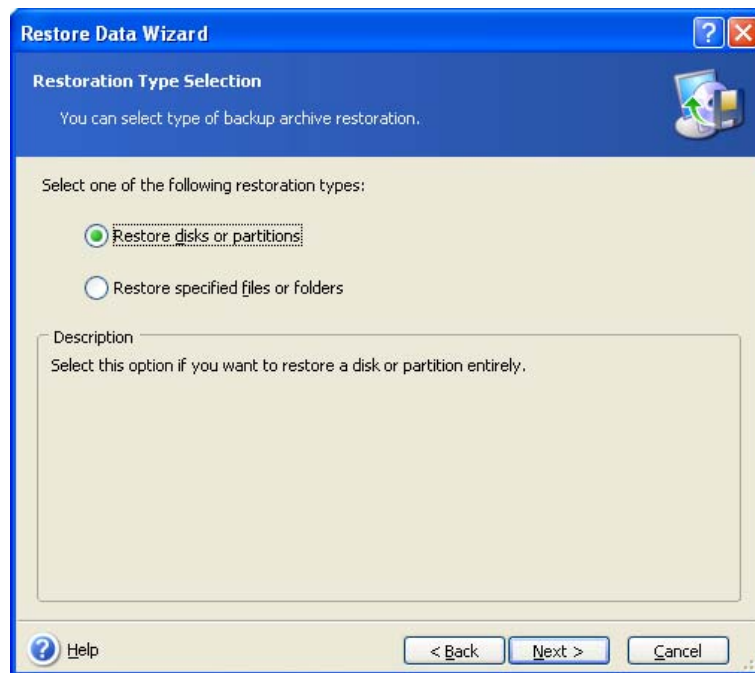 Restore Data Wizard
?
Restoration Type Selection
You can select type of backup archive restoration.
Select one of the following restoration types:
Restore disks or partitions
Restore specified files or folders
Description
Select this option if you want to restore a disk or partition entirely.
? Help
< Back
Next >
Cancel